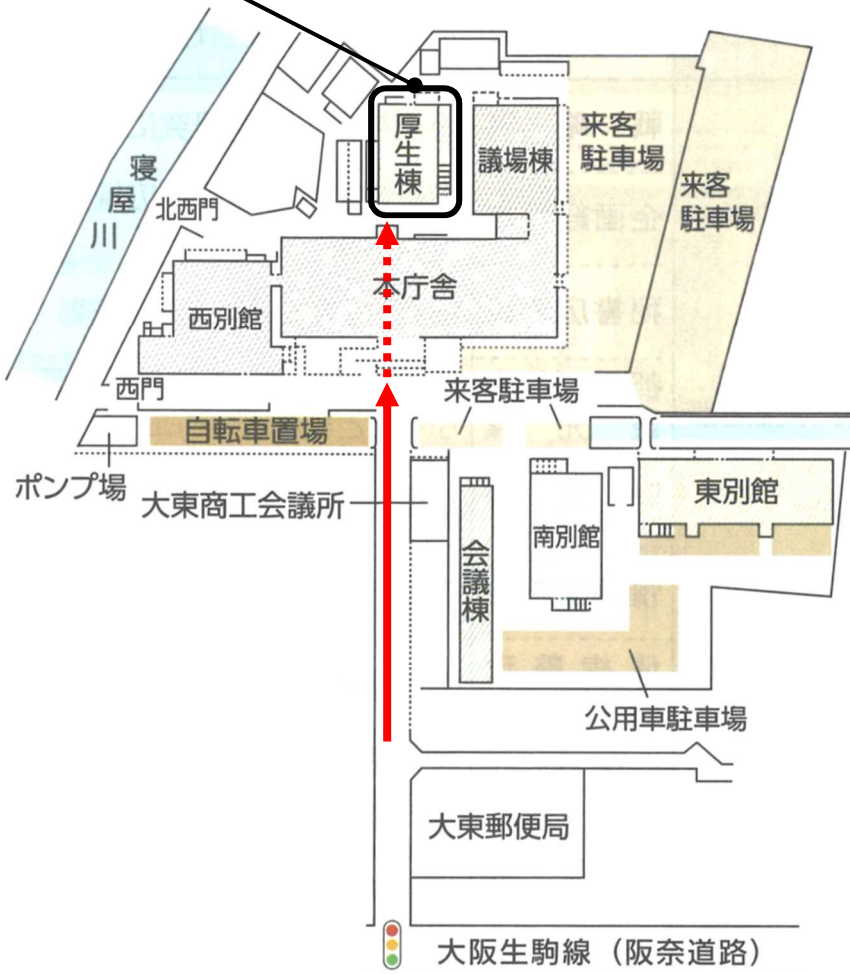 厚生棟
議場棟
来客
駐車場
来客
駐車場
寝屋川
北西門
本庁舎
西別館
西門
来客駐車場
自転車置場
ポンプ場
大東商工会議所
東別館
南別館
会議棟
公用車駐車場
大東郵便局
大阪生駒線（阪奈道路）